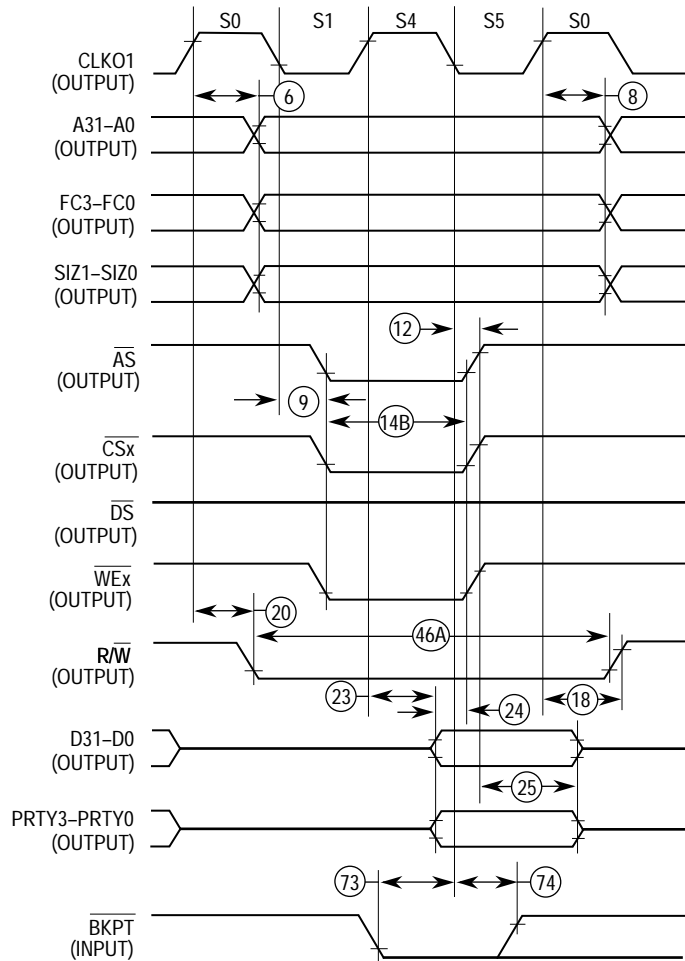 S0 S1 S4 S5 S0
CLKO1
(OUTPUT)
6 8
A31–A0
(OUTPUT)
FC3–FC0
(OUTPUT)
SIZ1–SIZ0
(OUTPUT)
12
AS
(OUTPUT)
9
14B
CSx
(OUTPUT)
DS
(OUTPUT)
WEx
(OUTPUT)
20
46A
R/W
(OUTPUT)
23 24 18
D31–D0
(OUTPUT)
25
PRTY3–PRTY0
(OUTPUT)
73 74
BKPT
(INPUT)